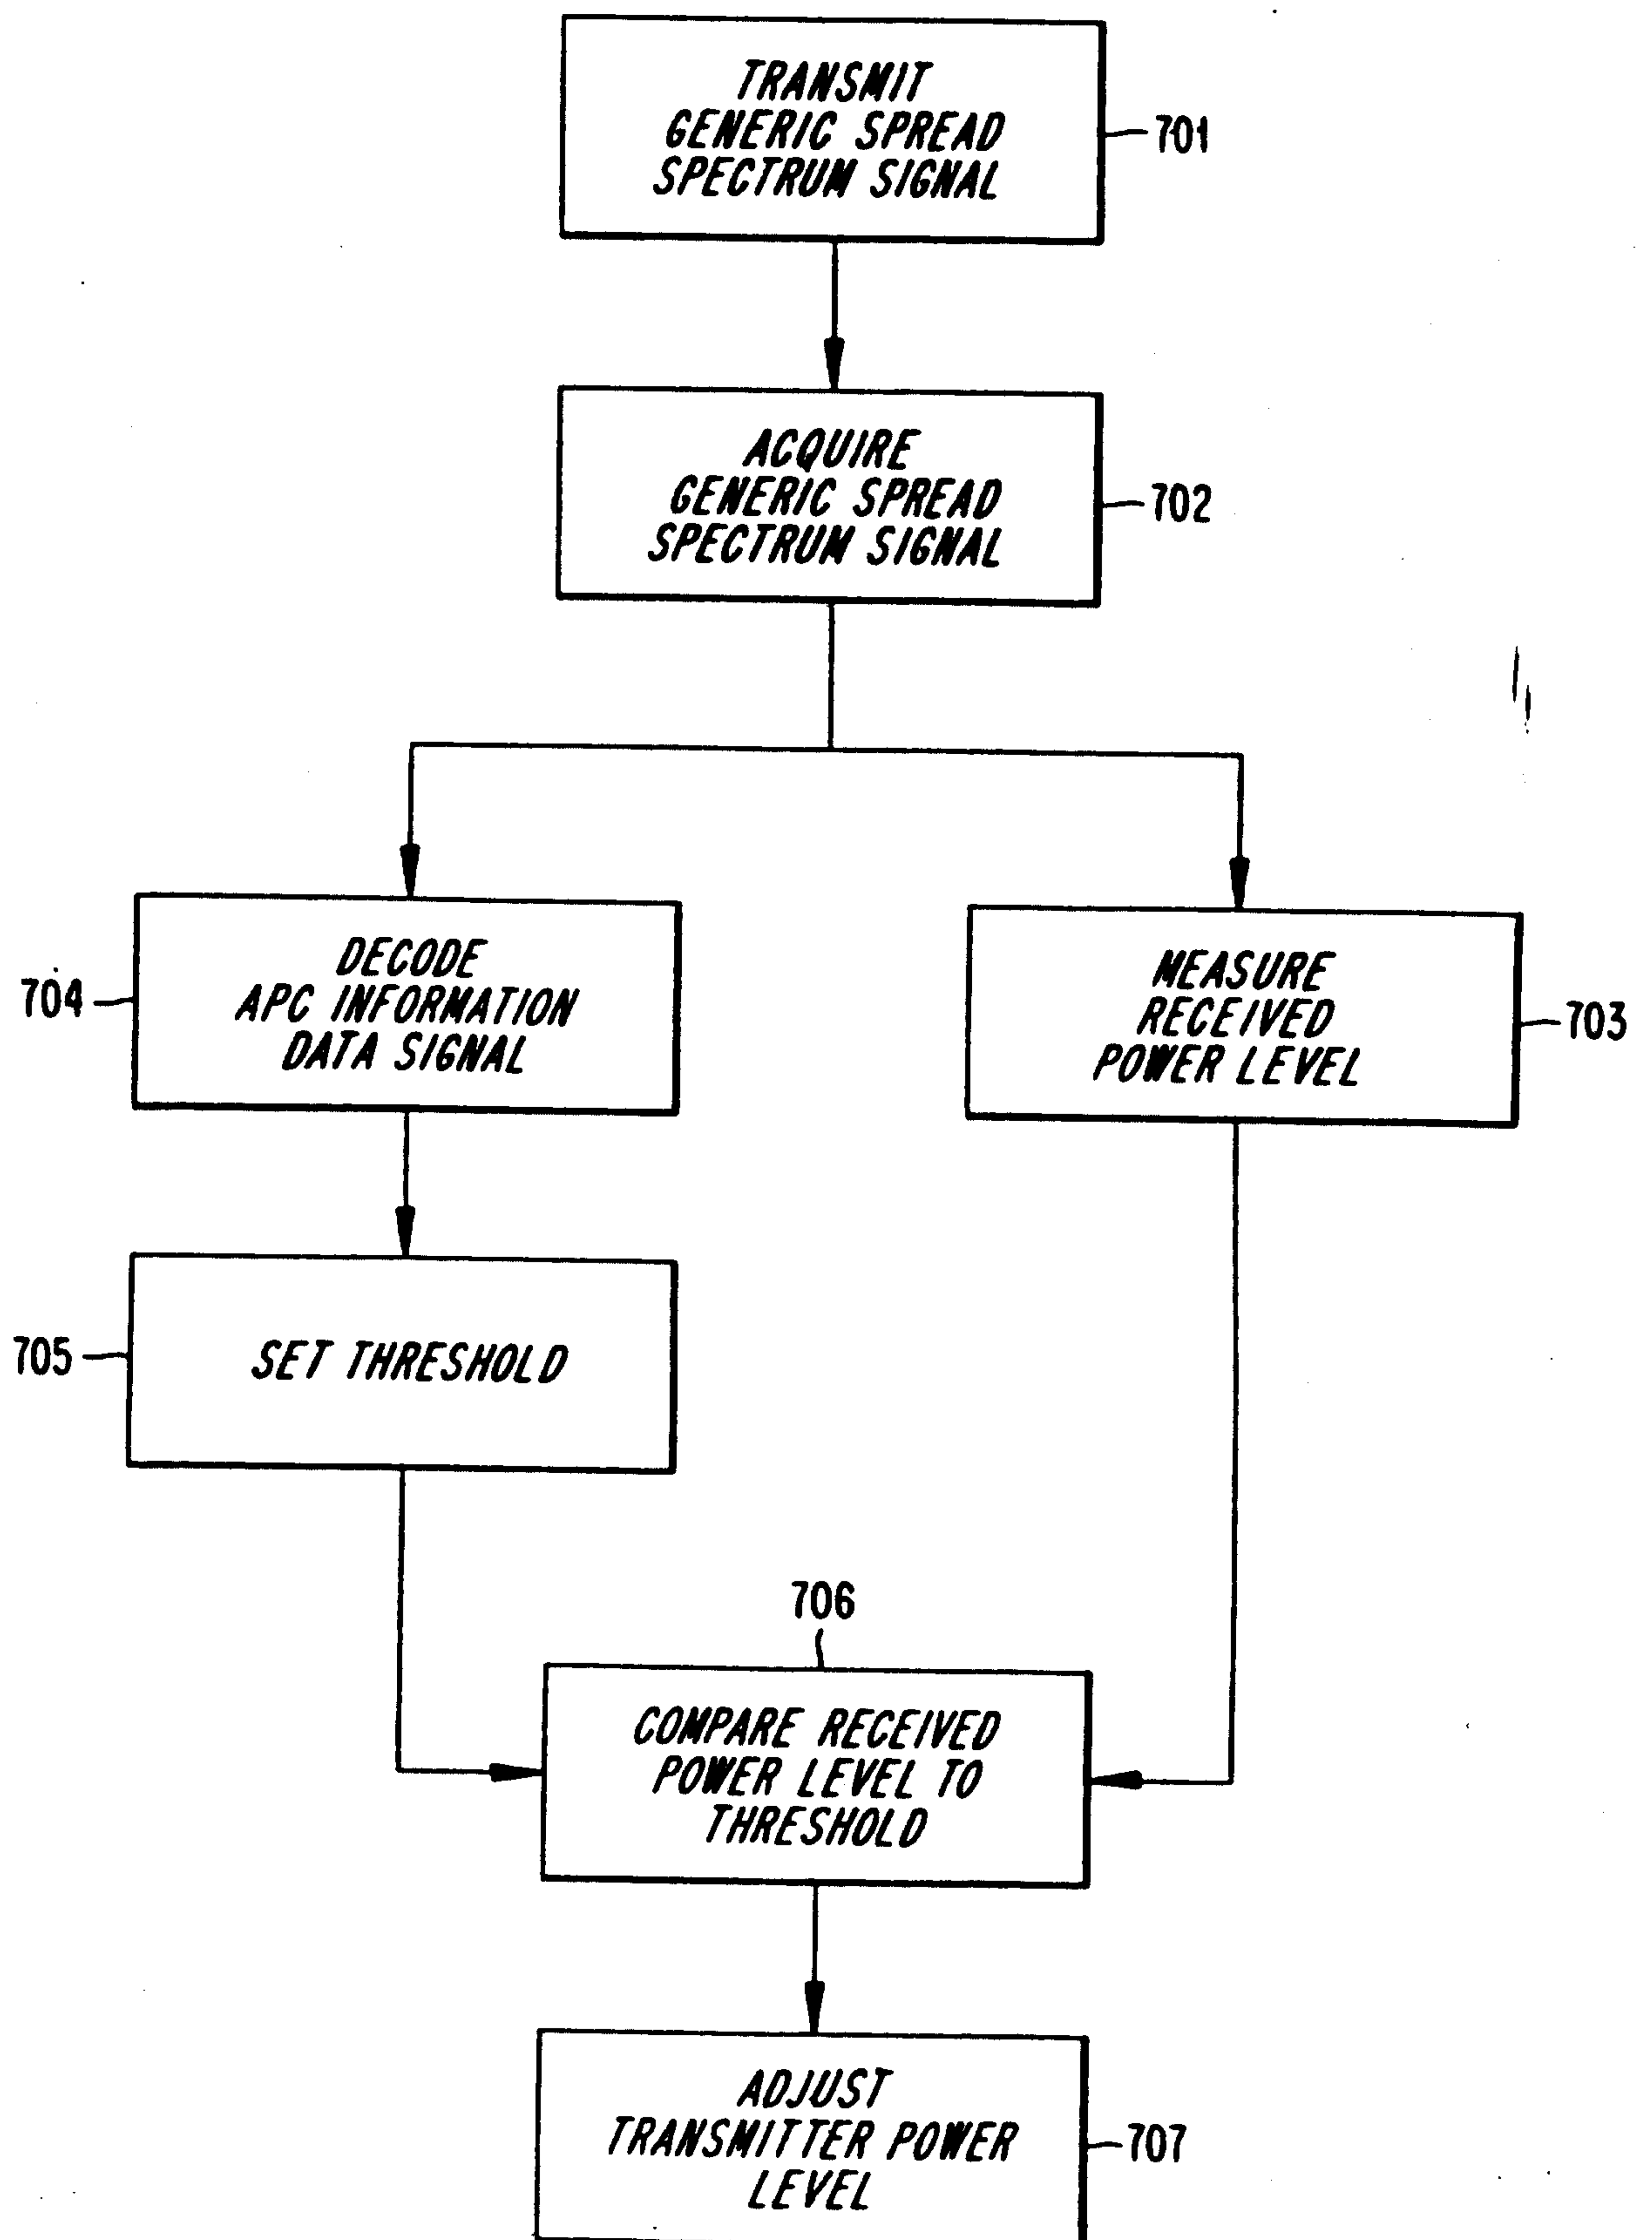 TRANSMIT
GENERIC SPREAD
SPECTRUM SIGNAL
701
ACQUIRE
GENERIC SPREAD
SPECTRUM SIGNAL
702
DECODE
APC INFORMATION
DATA SIGNAL
704
MEASURE
RECEIVED
POWER LEVEL
703
SET THRESHOLD
705
706
COMPARE RECEIVED
POWER LEVEL TO
THRESHOLD
ADJUST
TRANSMITTER POWER
LEVEL
707